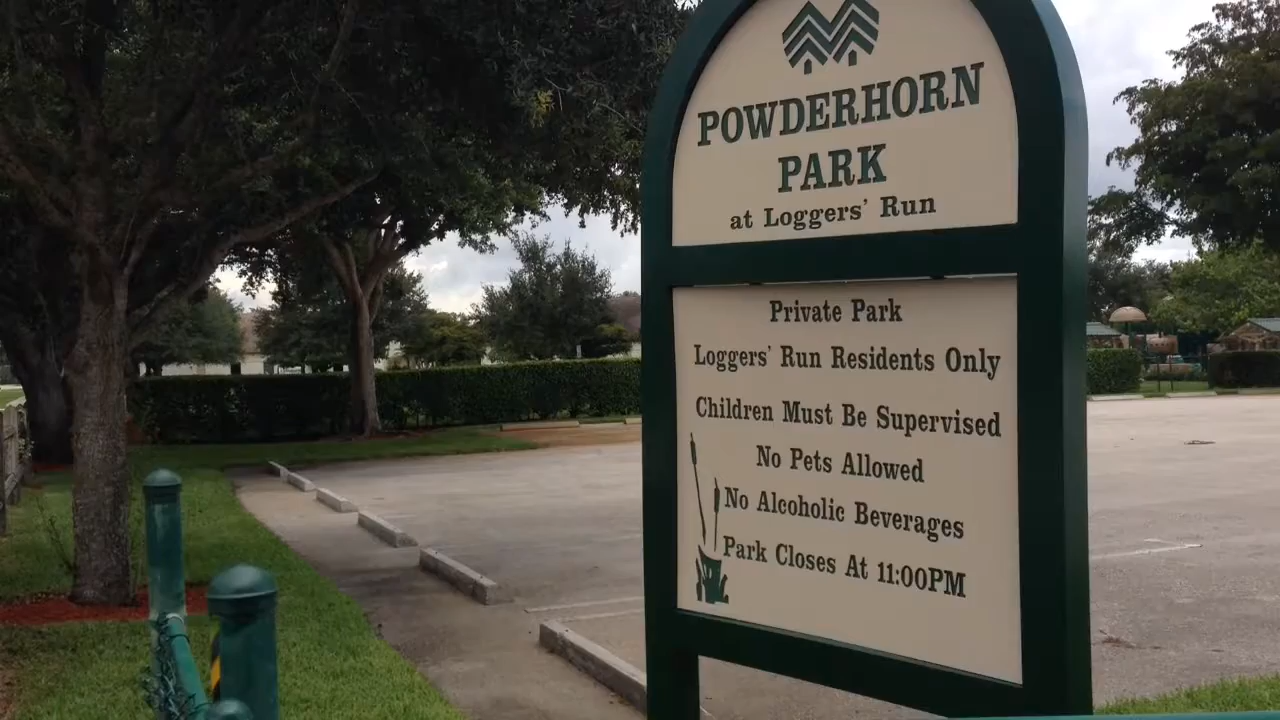 POWDERHORN
PARK
at Loggers' Run
Private Park
Loggers' Run Residents Only
Children Must Be Supervised
No Pets Allowed
No Alcoholic Beverages
Park Closes At 11:00PM